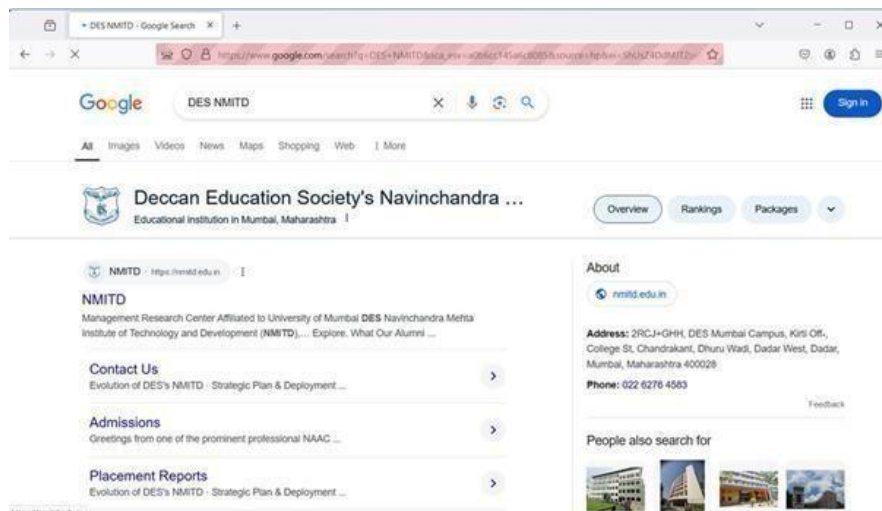 DES NMITD - Google Search
Google
DES NMITD
Sign in
All Images Videos News Maps Shopping Web More
Deccan Education Society's Navinchandra ...
Educational institution in Mumbai, Maharashtra
Overview Rankings Packages
NMITD https://nmitd.edu.in
NMITD
Management Research Center Affiliated to University of Mumbai DES Navinchandra Mehta
Institute of Technology and Development (NMITD),... Explore. What Our Alumni ...
Contact Us
Evolution of DES's NMITD · Strategic Plan & Deployment ...
Admissions
Greetings from one of the prominent professional NAAC ...
Placement Reports
Evolution of DES's NMITD · Strategic Plan & Deployment ...
About
nmitd.edu.in
Address: 2RCJ+GHH, DES Mumbai Campus, Kirti Off-,
College St, Chandrakant, Dhuru Wadi, Dadar West, Dadar,
Mumbai, Maharashtra 400028
Phone: 022 6276 4583
Feedback
People also search for